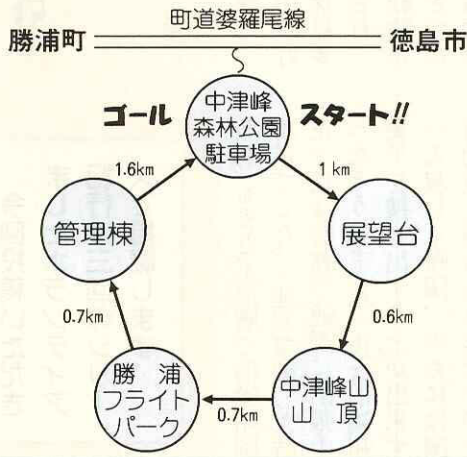 町道婆羅尾線
勝浦町
徳島市
ゴール
中津峰
森林公園
駐車場
スタート!!
1.6km
1km
管理棟
展望台
0.7km
0.6km
勝浦
フライト
パーク
0.7km
中津峰山
山頂